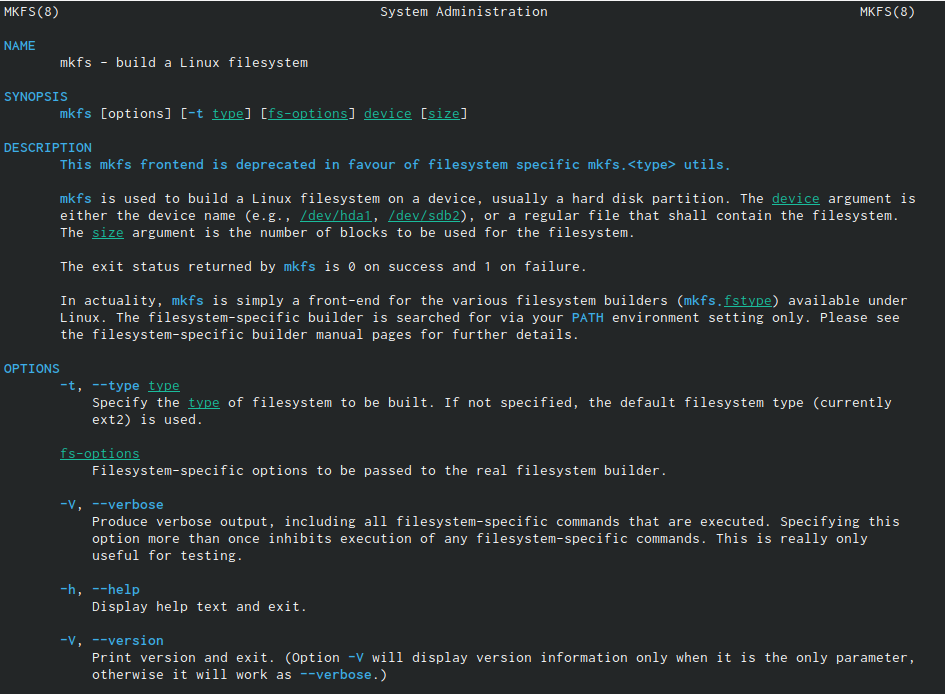 MKFS(8) System Administration MKFS(8)
NAME
mkfs - build a Linux filesystem
SYNOPSIS
mkfs [options] [-t type] [fs-options] device [size]
DESCRIPTION
This mkfs frontend is deprecated in favour of filesystem specific mkfs.<type> utils.
mkfs is used to build a Linux filesystem on a device, usually a hard disk partition. The device argument is
either the device name (e.g., /dev/hda1, /dev/sdb2), or a regular file that shall contain the filesystem.
The size argument is the number of blocks to be used for the filesystem.
The exit status returned by mkfs is 0 on success and 1 on failure.
In actuality, mkfs is simply a front-end for the various filesystem builders (mkfs.fstype) available under
Linux. The filesystem-specific builder is searched for via your PATH environment setting only. Please see
the filesystem-specific builder manual pages for further details.
OPTIONS
-t, --type type
Specify the type of filesystem to be built. If not specified, the default filesystem type (currently
ext2) is used.
fs-options
Filesystem-specific options to be passed to the real filesystem builder.
-V, --verbose
Produce verbose output, including all filesystem-specific commands that are executed. Specifying this
option more than once inhibits execution of any filesystem-specific commands. This is really only
useful for testing.
-h, --help
Display help text and exit.
-V, --version
Print version and exit. (Option -V will display version information only when it is the only parameter,
otherwise it will work as --verbose.)